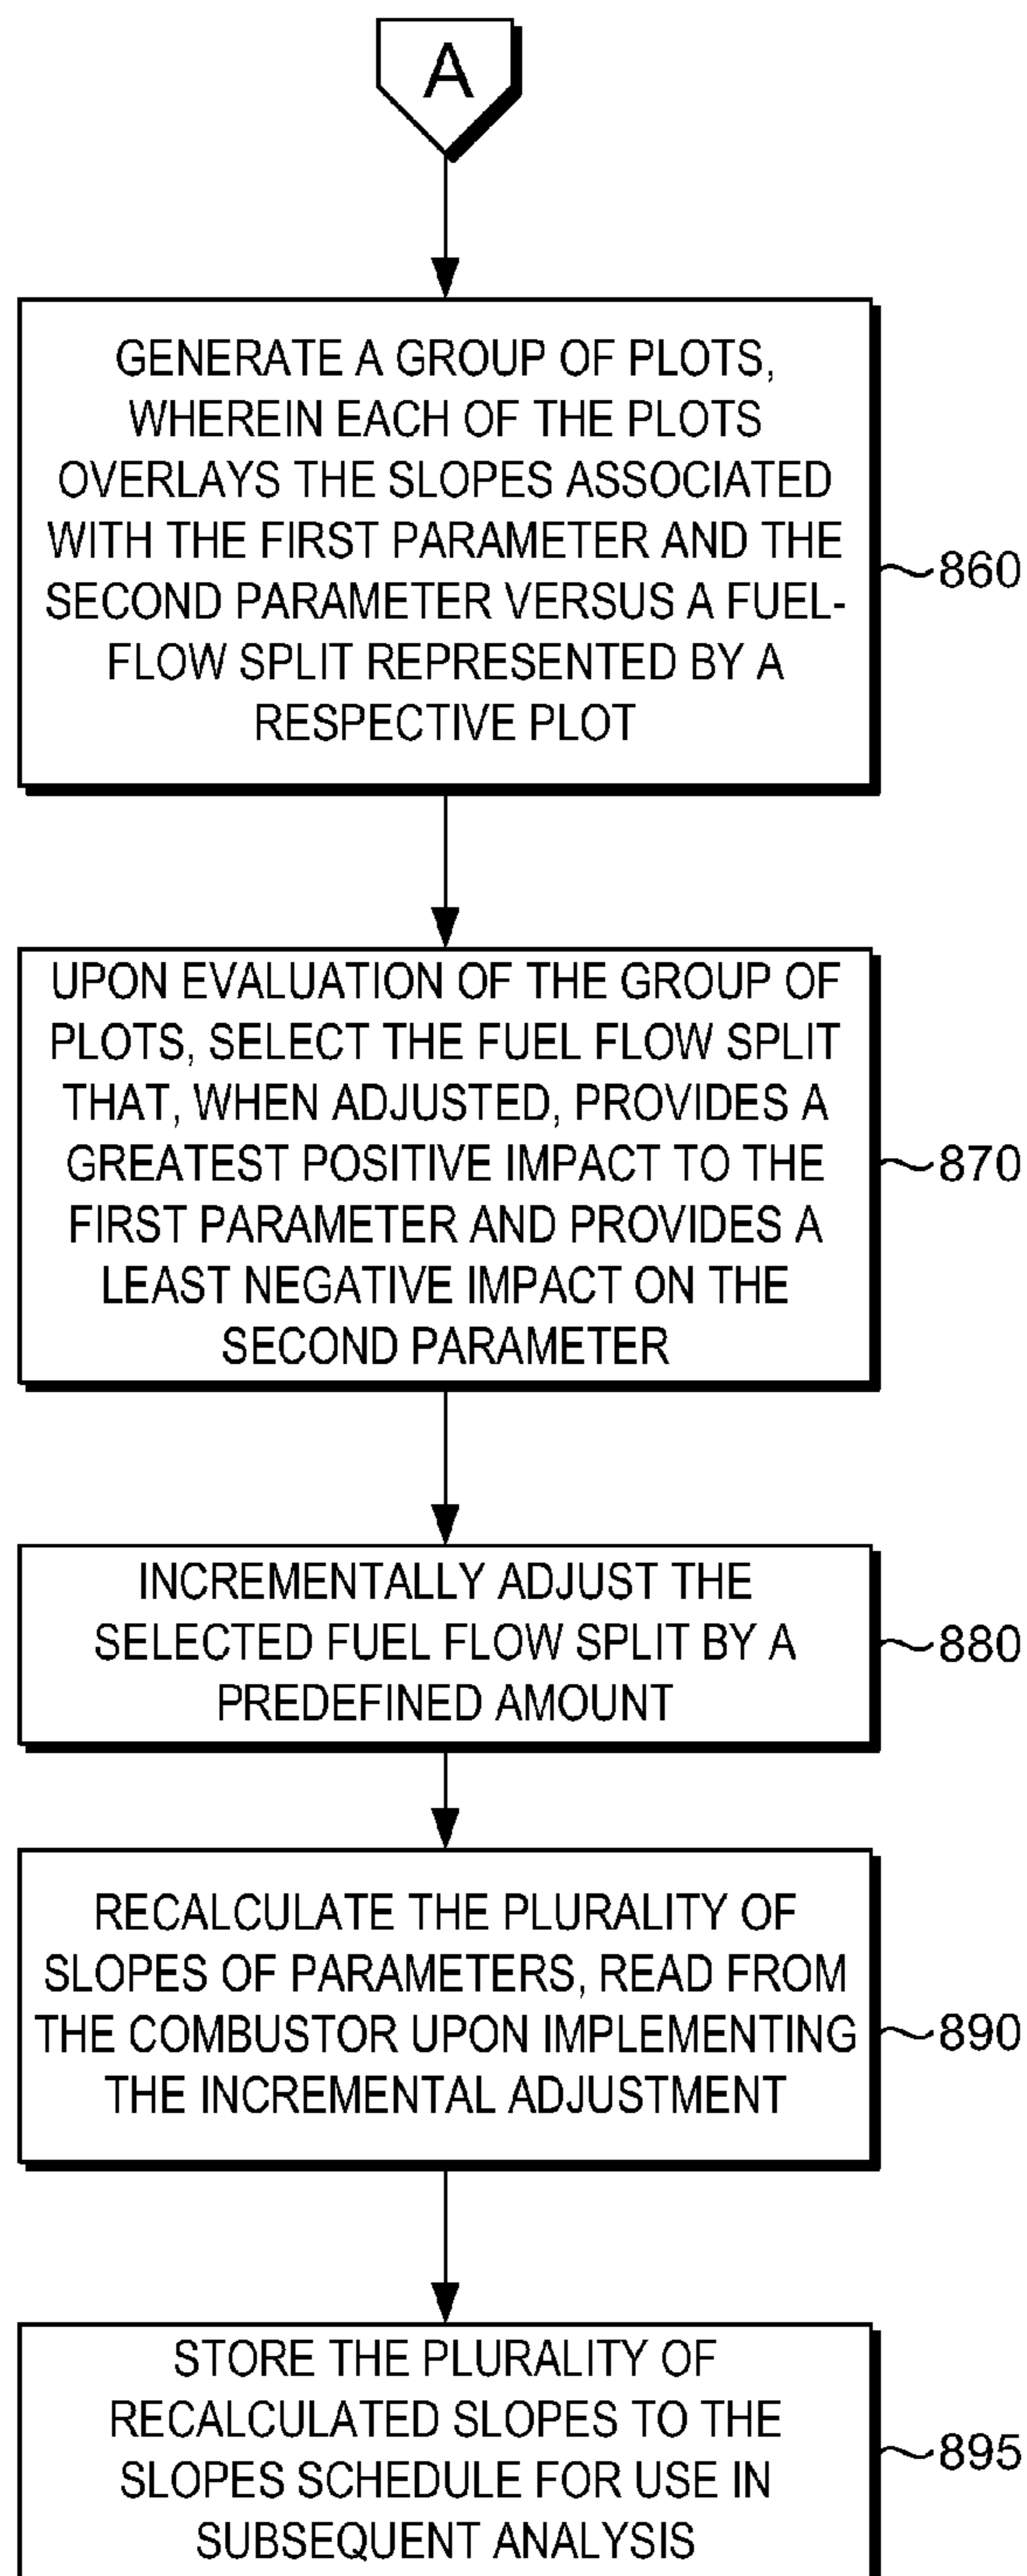 A
GENERATE A GROUP OF PLOTS,
WHEREIN EACH OF THE PLOTS
OVERLAYS THE SLOPES ASSOCIATED
WITH THE FIRST PARAMETER AND THE
SECOND PARAMETER VERSUS A FUEL-
FLOW SPLIT REPRESENTED BY A
RESPECTIVE PLOT
860
UPON EVALUATION OF THE GROUP OF
PLOTS, SELECT THE FUEL FLOW SPLIT
THAT, WHEN ADJUSTED, PROVIDES A
GREATEST POSITIVE IMPACT TO THE
FIRST PARAMETER AND PROVIDES A
LEAST NEGATIVE IMPACT ON THE
SECOND PARAMETER
870
INCREMENTALLY ADJUST THE
SELECTED FUEL FLOW SPLIT BY A
PREDEFINED AMOUNT
880
RECALCULATE THE PLURALITY OF
SLOPES OF PARAMETERS, READ FROM
THE COMBUSTOR UPON IMPLEMENTING
THE INCREMENTAL ADJUSTMENT
890
STORE THE PLURALITY OF
RECALCULATED SLOPES TO THE
SLOPES SCHEDULE FOR USE IN
SUBSEQUENT ANALYSIS
895